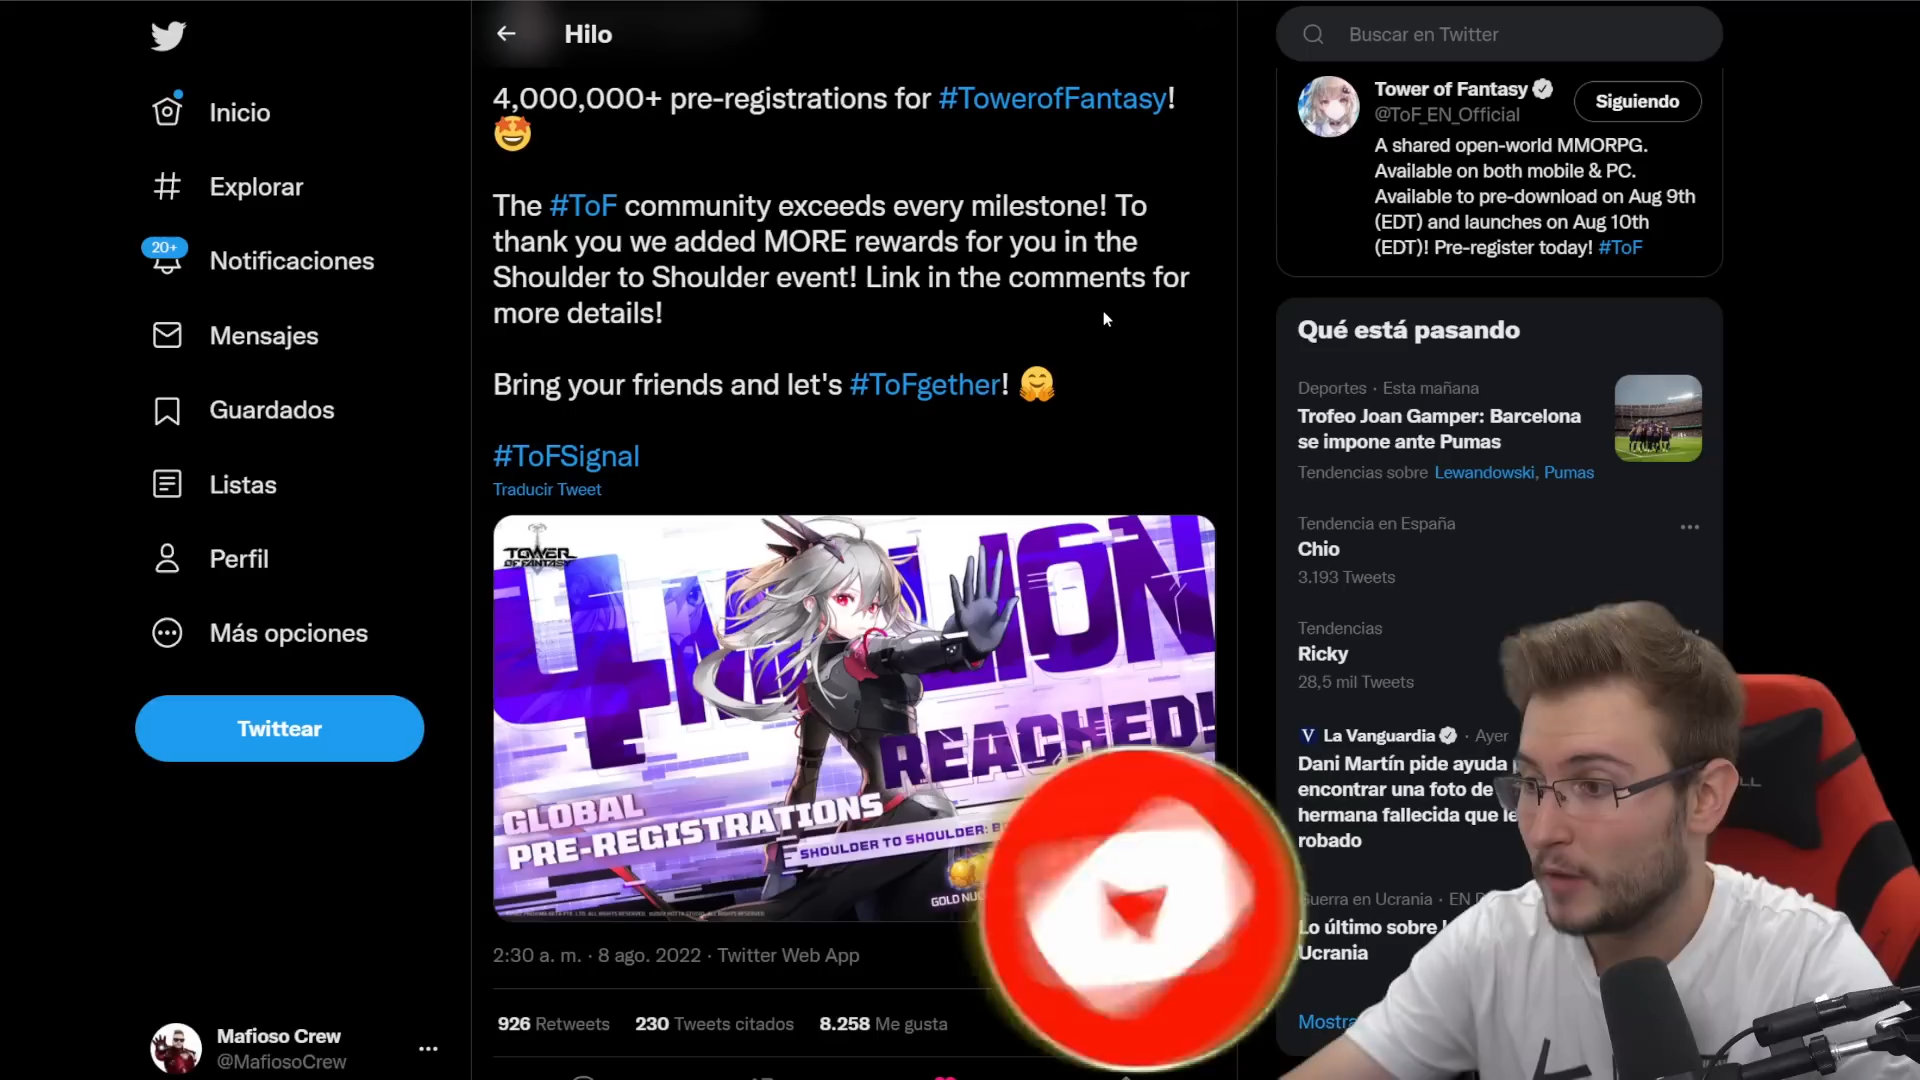 Inicio
Explorar
20+
Notificaciones
Mensajes
Guardados
Listas
Perfil
Más opciones
Twittear
Mafioso Crew
@MafiosoCrew
Hilo
4,000,000+ pre-registrations for #TowerofFantasy!
The #ToF community exceeds every milestone! To
thank you we added MORE rewards for you in the
Shoulder to Shoulder event! Link in the comments for
more details!
Bring your friends and let's #ToFgether!
#ToFSignal
Traducir Tweet
TOWER
OF FANTASY
4 MILLION
REACHED!
GLOBAL
PRE-REGISTRATIONS
SHOULDER TO SHOULDER:
GOLD
2:30 a. m. · 8 ago. 2022 · Twitter Web App
926 Retweets 230 Tweets citados 8.258 Me gusta
Buscar en Twitter
Tower of Fantasy
@ToF_EN_Official
Siguiendo
A shared open-world MMORPG.
Available on both mobile & PC.
Available to pre-download on Aug 9th
(EDT) and launches on Aug 10th
(EDT)! Pre-register today! #ToF
Qué está pasando
Deportes · Esta mañana
Trofeo Joan Gamper: Barcelona
se impone ante Pumas
Tendencias sobre Lewandowski, Pumas
Tendencia en España
Chio
3.193 Tweets
Tendencias
Ricky
28,5 mil Tweets
V La Vanguardia · Ayer
Dani Martín pide ayuda
encontrar una foto de
hermana fallecida que le
robado
Guerra en Ucrania · EN
Lo último sobre
Ucrania